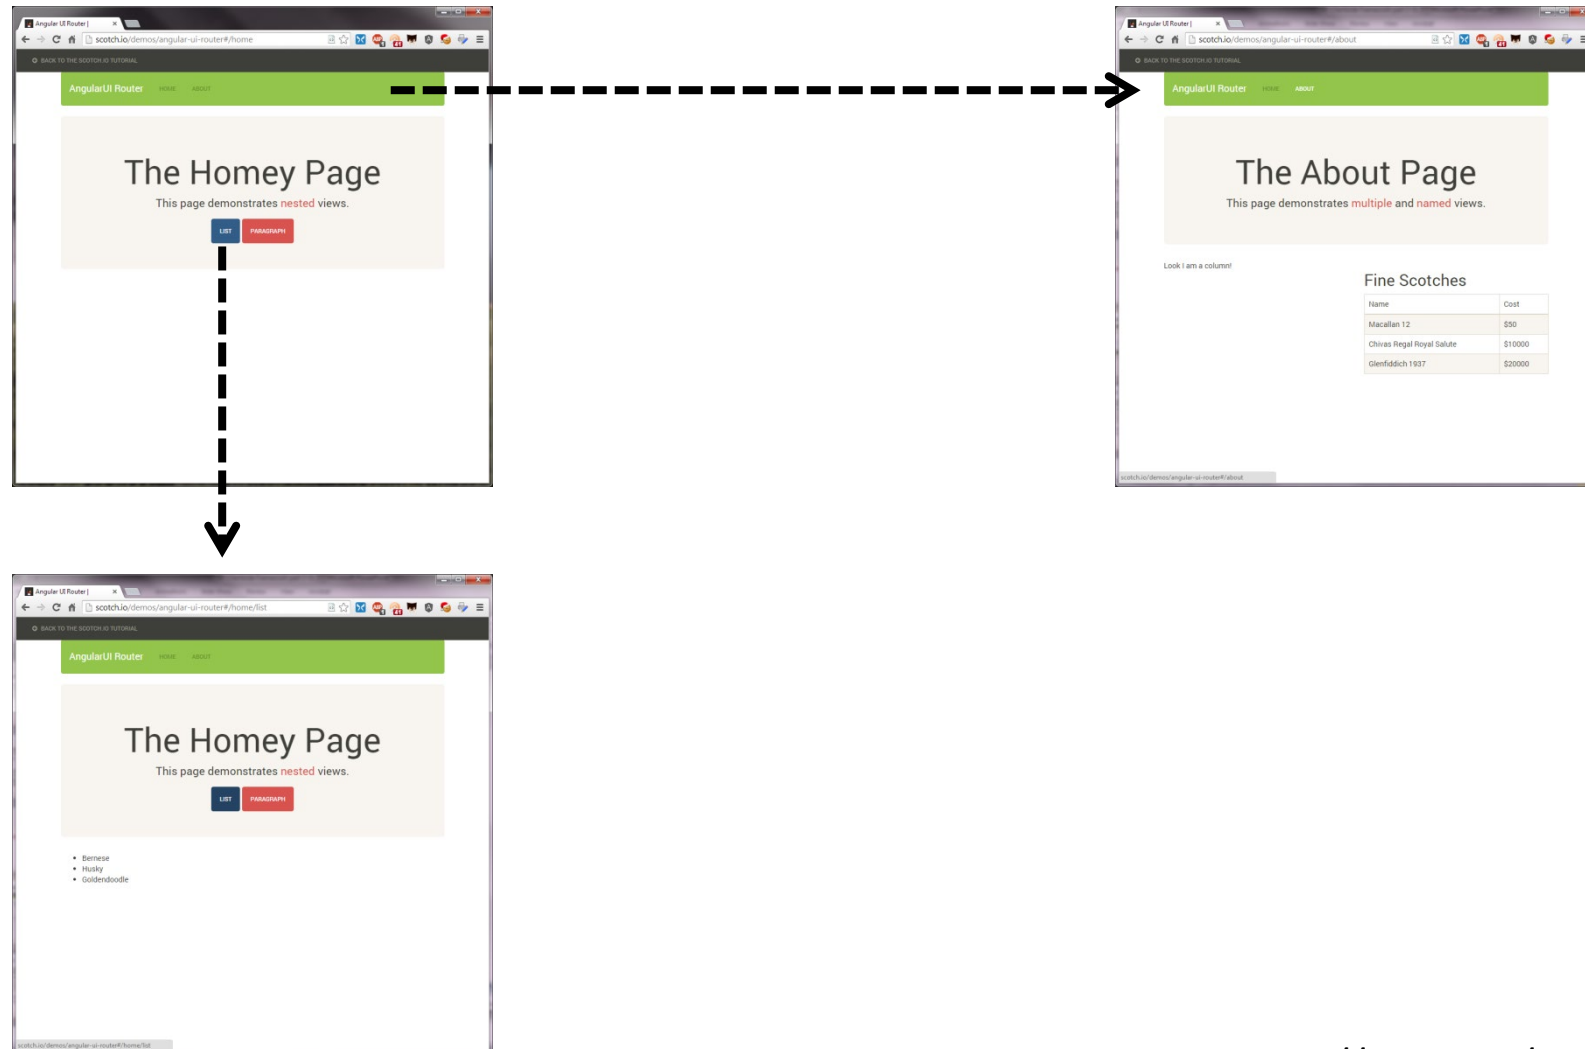 Angular UI Router |
scotch.io/demos/angular-ui-router#/home
BACK TO THE SCOTCH.IO TUTORIAL
AngularUI Router HOME ABOUT
The Homey Page
This page demonstrates nested views.
LIST PARAGRAPH
Angular UI Router |
scotch.io/demos/angular-ui-router#/about
BACK TO THE SCOTCH.IO TUTORIAL
AngularUI Router HOME ABOUT
The About Page
This page demonstrates multiple and named views.
Look I am a column!
Fine Scotches
Name Cost
Macallan 12 $50
Chivas Regal Royal Salute $10000
Glenfiddich 1937 $20000
scotch.io/demos/angular-ui-router#/about
Angular UI Router |
scotch.io/demos/angular-ui-router#/home/list
BACK TO THE SCOTCH.IO TUTORIAL
AngularUI Router HOME ABOUT
The Homey Page
This page demonstrates nested views.
LIST PARAGRAPH
• Bernese
• Husky
• Goldendoodle
scotch.io/demos/angular-ui-router#/home/list